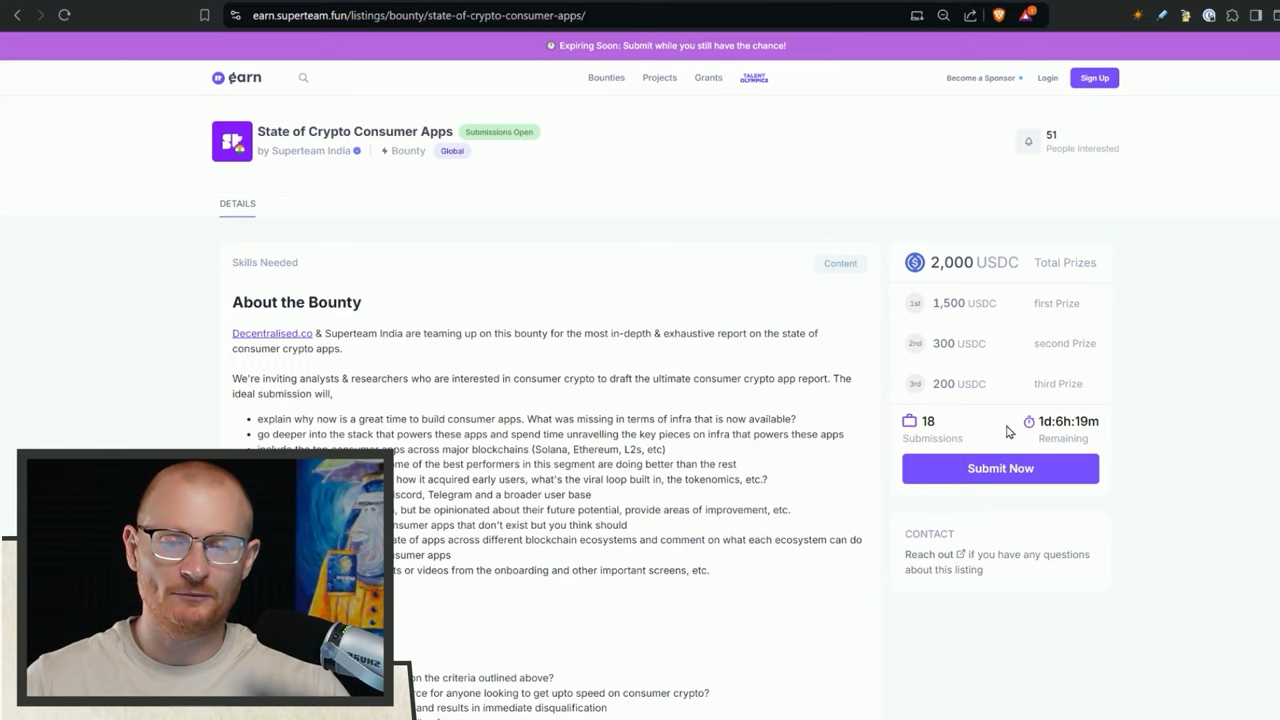 earn.superteam.fun/listings/bounty/state-of-crypto-consumer-apps/
Expiring Soon: Submit while you still have the chance!
earn
Bounties
Projects
Grants
TALENT
OLYMPICS
Become a Sponsor
Login
Sign Up
State of Crypto Consumer Apps
Submissions Open
by Superteam India
Bounty
Global
51
People Interested
DETAILS
Skills Needed
Content
About the Bounty
Decentralised.co & Superteam India are teaming up on this bounty for the most in-depth & exhaustive report on the state of
consumer crypto apps.
We're inviting analysts & researchers who are interested in consumer crypto to draft the ultimate consumer crypto app report. The
ideal submission will,
• explain why now is a great time to build consumer apps. What was missing in terms of infra that is now available?
• go deeper into the stack that powers these apps and spend time unravelling the key pieces on infra that powers these apps
apps across major blockchains (Solana, Ethereum, L2s, etc)
of the best performers in this segment are doing better than the rest
how it acquired early users, what's the viral loop built in, the tokenomics, etc.?
Telegram and a broader user base
but be opinionated about their future potential, provide areas of improvement, etc.
apps that don't exist but you think should
of apps across different blockchain ecosystems and comment on what each ecosystem can do
apps
or videos from the onboarding and other important screens, etc.
the criteria outlined above?
for anyone looking to get upto speed on consumer crypto?
and results in immediate disqualification
2,000 USDC
Total Prizes
1st
1,500 USDC
first Prize
2nd
300 USDC
second Prize
3rd
200 USDC
third Prize
18
Submissions
1d:6h:19m
Remaining
Submit Now
CONTACT
Reach out if you have any questions
about this listing